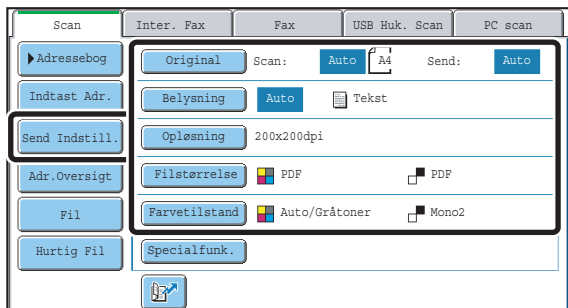 Scan Inter. Fax Fax USB Huk. Scan PC scan
Adressebog Original Scan: Auto A4 Send: Auto
Indtast Adr. Belysning Auto Tekst
Send Indstill. Opløsning 200x200dpi
Adr.Oversigt Filstørrelse PDF PDF
Fil Farvetilstand Auto/Gråtoner Mono2
Hurtig Fil Specialfunk.